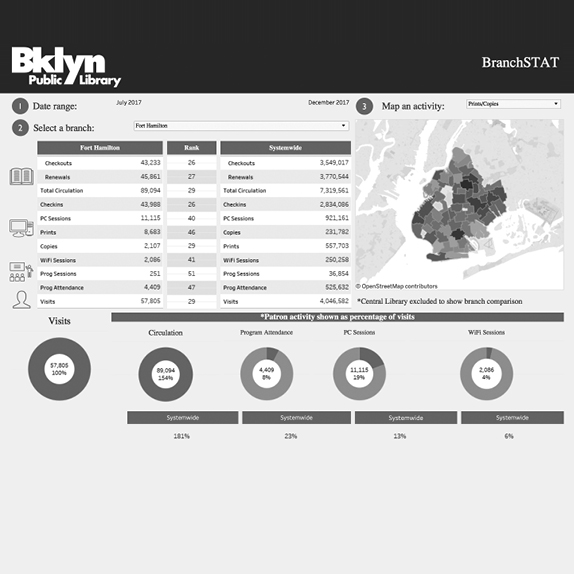 Bklyn
Public Library
BranchSTAT
1 Date range: July 2017 December 2017
3 Map an activity: Prints/Copies
2 Select a branch: Fort Hamilton
Fort Hamilton Rank Systemwide
Checkouts 43,233 26 Checkouts 3,549,017
Renewals 45,861 27 Renewals 3,770,544
Total Circulation 89,094 29 Total Circulation 7,319,561
Checkins 43,988 26 Checkins 2,834,086
PC Sessions 11,115 40 PC Sessions 921,161
Prints 8,683 46 Copies 231,782
Copies 2,107 29 Prints 557,703
WiFi Sessions 2,086 41 WiFi Sessions 250,258
Prog Sessions 251 51 Prog Sessions 36,854
Prog Attendance 4,409 47 Prog Attendance 525,632
Visits 57,805 29 Visits 4,046,582
© OpenStreetMap contributors
*Central Library excluded to show branch comparison
Visits
*Patron activity shown as percentage of visits
Circulation Program Attendance PC Sessions WiFi Sessions
57,805 89,094 4,409 11,115 2,086
100% 154% 8% 19% 4%
Systemwide Systemwide Systemwide Systemwide
181% 23% 13% 6%